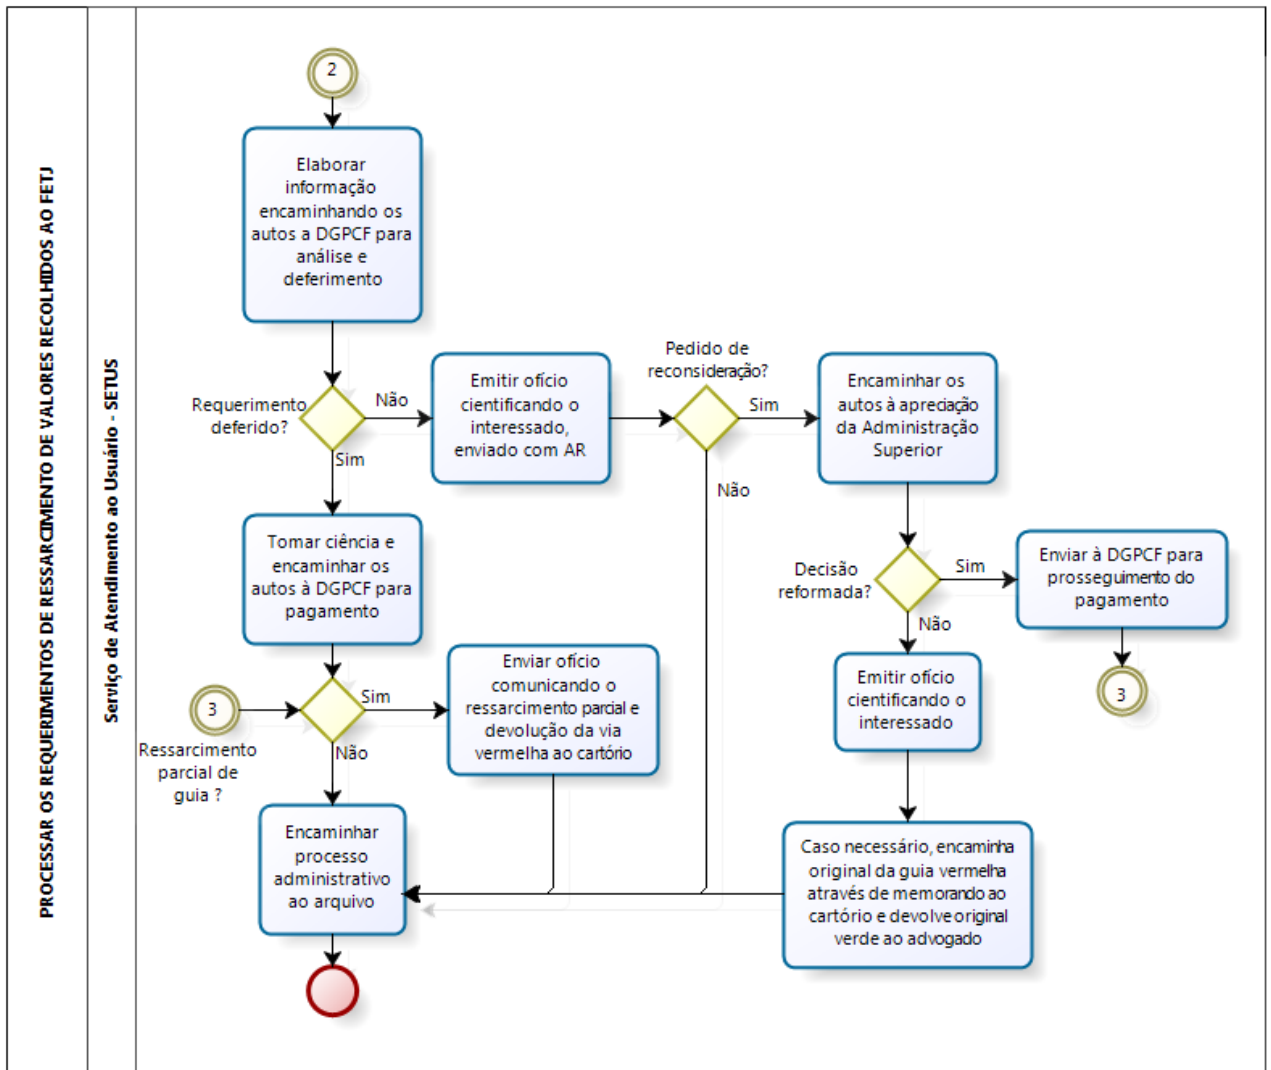 PROCESSAR OS REQUERIMENTOS DE RESSARCIMENTO DE VALORES RECOLHIDOS AO FETJ
Serviço de Atendimento ao Usuário - SETUS
2
Elaborar
informação
encaminhando os
autos a DGPCF para
análise e
deferimento
Requerimento
deferido?
Não
Sim
Emitir ofício
cientificando o
interessado,
enviado com AR
Pedido de
reconsideração?
Sim
Não
Encaminhar os
autos à apreciação
da Administração
Superior
Tomar ciência e
encaminhar os
autos à DGPCF para
pagamento
Decisão
reformada?
Sim
Não
Enviar à DGPCF para
prosseguimento do
pagamento
3
3
Ressarcimento
parcial de
guia ?
Sim
Não
Enviar ofício
comunicando o
ressarcimento parcial e
devolução da via
vermelha ao cartório
Emitir ofício
cientificando o
interessado
Encaminhar
processo
administrativo
ao arquivo
Caso necessário, encaminha
original da guia vermelha
através de memorando ao
cartório e devolve original
verde ao advogado